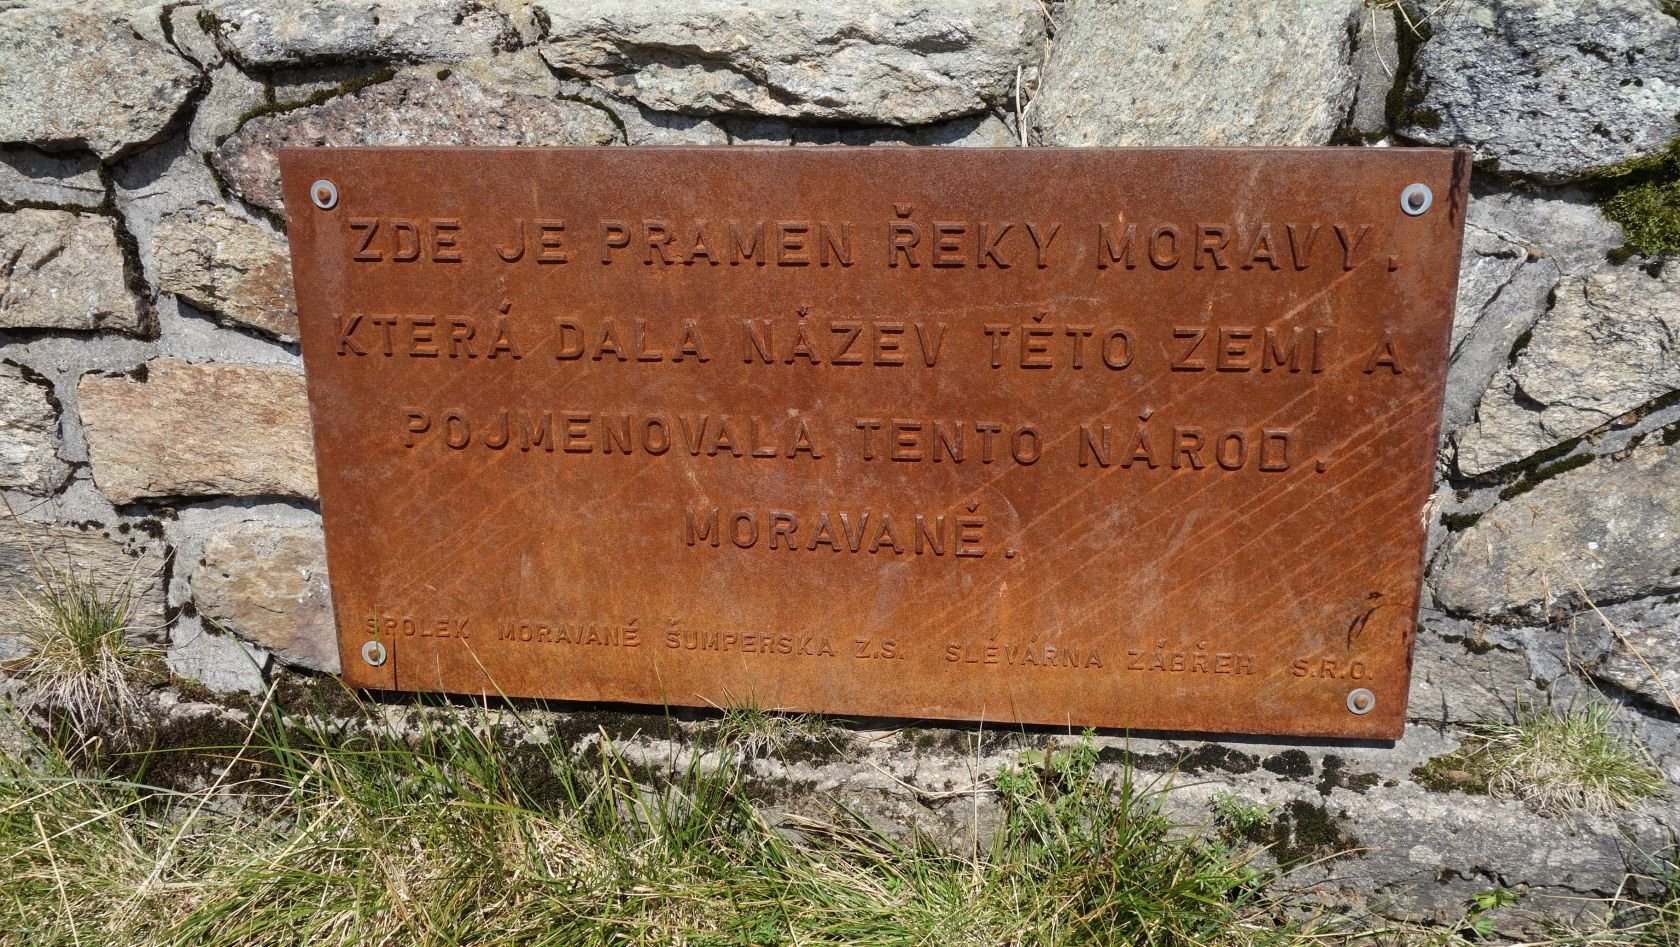 ZDE JE PRAMEN ŘEKY MORAVY.
KTERÁ DALA NÁZEV TÉTO ZEMI A
POJMENOVALA TENTO NÁROD.
MORAVANÉ.
SPOLEK MORAVANÉ ŠUMPERSKA Z.S. SLÉVÁRNA ZÁBŘEH S.R.O.